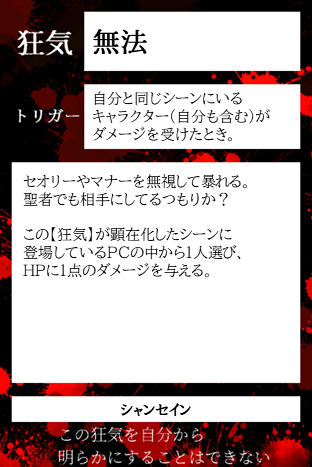 狂気 無法
トリガー
自分と同じシーンにいる
キャラクター(自分も含む)が
ダメージを受けたとき。
セオリーやマナーを無視して暴れる。
聖者でも相手にしてるつもりか?
この【狂気】が顕在化したシーンに
登場しているPCの中から1人選び、
HPに1点のダメージを与える。
シャンセイン
この狂気を自分から
明らかにすることはできない